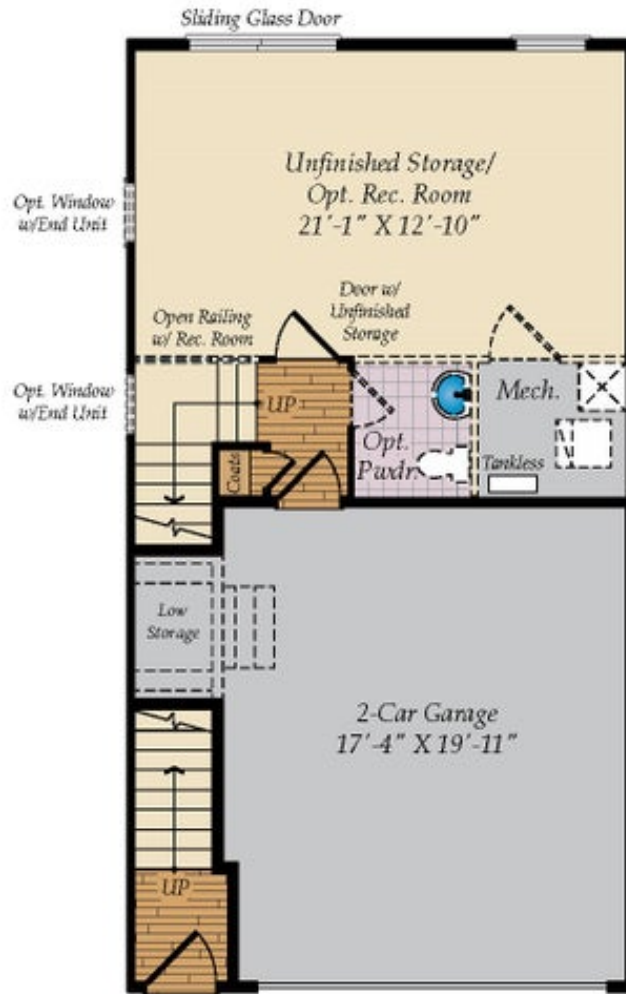 Sliding Glass Door
Unfinished Storage/
Opt. Rec. Room
21'-1" X 12'-10"
Opt. Window
w/End Unit
Door w/
Unfinished
Storage
Open Railing
w/ Rec. Room
Opt. Window
w/End Unit
UP
Mech.
Opt.
Pwdr.
Coats
Tankless
Low
Storage
2-Car Garage
17'-4" X 19'-11"
UP